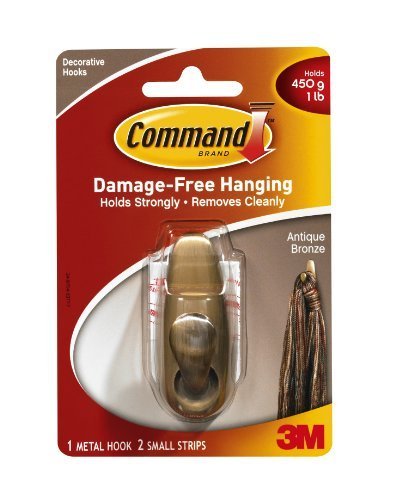 Decorative
Hooks
Holds
450 g
1 lb
Command™
BRAND
Damage-Free Hanging
Holds Strongly • Removes Cleanly
Antique
Bronze
1 METAL HOOK 2 SMALL STRIPS
3M